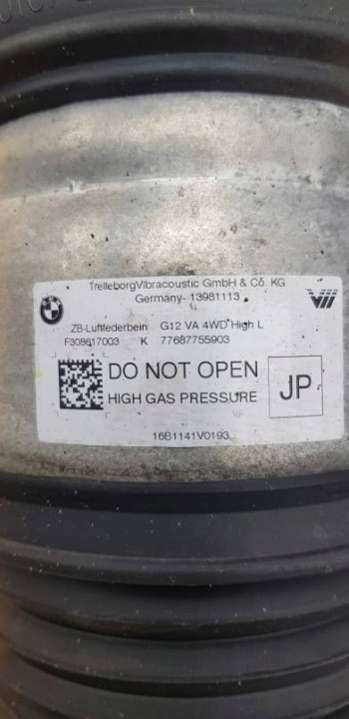 TrelleborgVibracoustic GmbH & Co. KG
Germany- 13981113
ZB-Luftfederbein G12 VA 4WD High L
F308617003 K 77687755903
DO NOT OPEN
HIGH GAS PRESSURE
JP
16B1141V0193